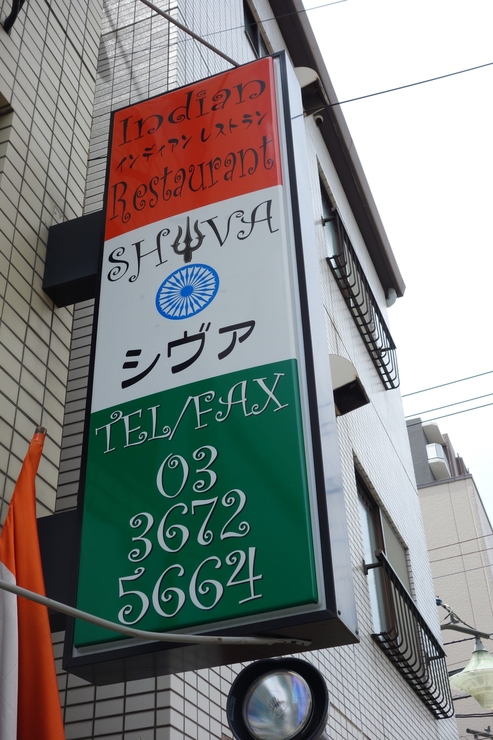 Indian
インディアン レストラン
Restaurant
SHIVA
シヴァ
TEL/FAX
03
3672
5664